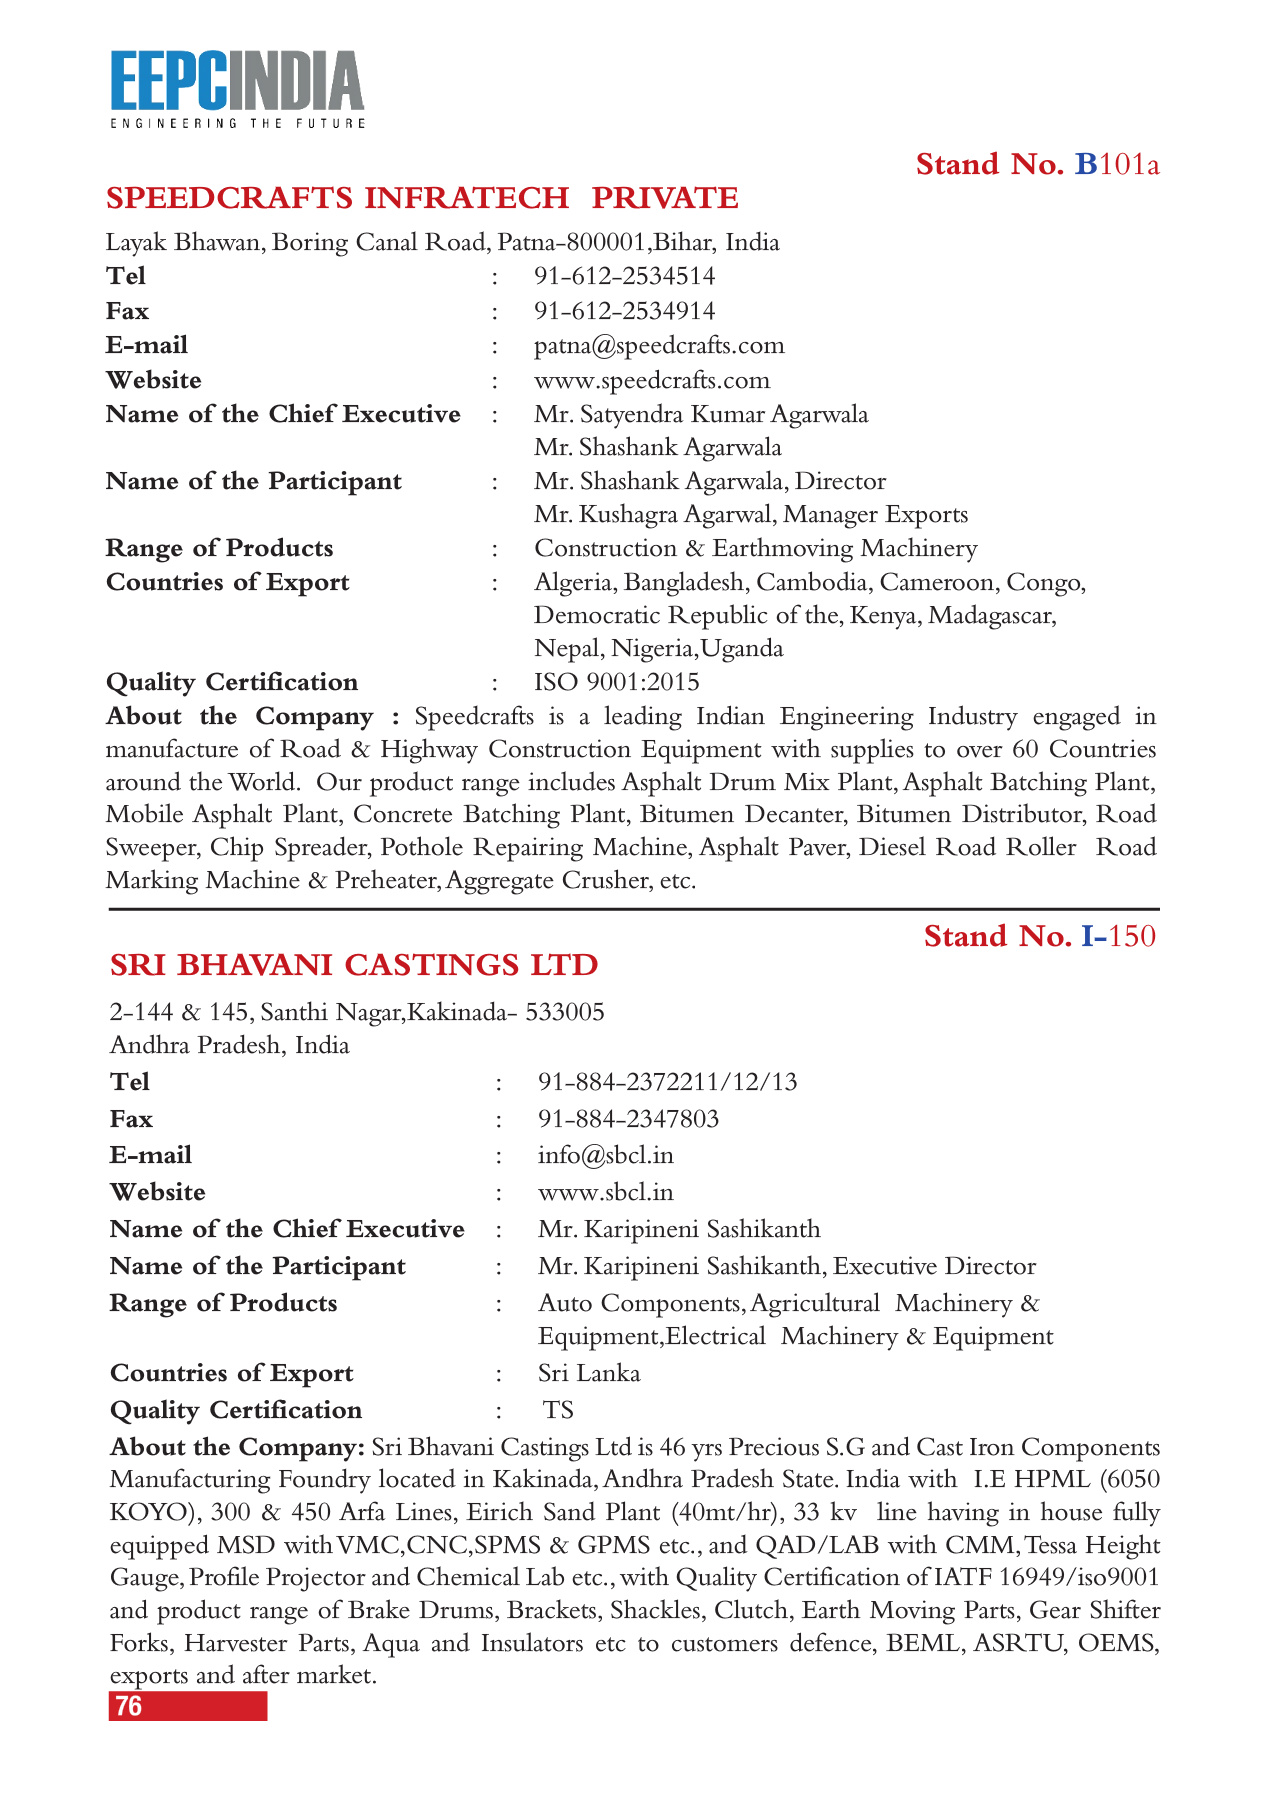 EEPCINDIA
ENGINEERING THE FUTURE
Stand No. B101a
SPEEDCRAFTS INFRATECH PRIVATE
Layak Bhawan, Boring Canal Road, Patna-800001,Bihar, India
Tel : 91-612-2534514
Fax : 91-612-2534914
E-mail : patna@speedcrafts.com
Website : www.speedcrafts.com
Name of the Chief Executive : Mr. Satyendra Kumar Agarwala
Mr. Shashank Agarwala
Name of the Participant : Mr. Shashank Agarwala, Director
Mr. Kushagra Agarwal, Manager Exports
Range of Products : Construction & Earthmoving Machinery
Countries of Export : Algeria, Bangladesh, Cambodia, Cameroon, Congo,
Democratic Republic of the, Kenya, Madagascar,
Nepal, Nigeria,Uganda
Quality Certification : ISO 9001:2015
About the Company : Speedcrafts is a leading Indian Engineering Industry engaged in
manufacture of Road & Highway Construction Equipment with supplies to over 60 Countries
around the World. Our product range includes Asphalt Drum Mix Plant, Asphalt Batching Plant,
Mobile Asphalt Plant, Concrete Batching Plant, Bitumen Decanter, Bitumen Distributor, Road
Sweeper, Chip Spreader, Pothole Repairing Machine, Asphalt Paver, Diesel Road Roller Road
Marking Machine & Preheater, Aggregate Crusher, etc.
Stand No. I-150
SRI BHAVANI CASTINGS LTD
2-144 & 145, Santhi Nagar,Kakinada- 533005
Andhra Pradesh, India
Tel : 91-884-2372211/12/13
Fax : 91-884-2347803
E-mail : info@sbcl.in
Website : www.sbcl.in
Name of the Chief Executive : Mr. Karipineni Sashikanth
Name of the Participant : Mr. Karipineni Sashikanth, Executive Director
Range of Products : Auto Components, Agricultural Machinery &
Equipment,Electrical Machinery & Equipment
Countries of Export : Sri Lanka
Quality Certification : TS
About the Company: Sri Bhavani Castings Ltd is 46 yrs Precious S.G and Cast Iron Components
Manufacturing Foundry located in Kakinada, Andhra Pradesh State. India with I.E HPML (6050
KOYO), 300 & 450 Arfa Lines, Eirich Sand Plant (40mt/hr), 33 kv line having in house fully
equipped MSD with VMC,CNC,SPMS & GPMS etc., and QAD/LAB with CMM, Tessa Height
Gauge, Profile Projector and Chemical Lab etc., with Quality Certification of IATF 16949/iso9001
and product range of Brake Drums, Brackets, Shackles, Clutch, Earth Moving Parts, Gear Shifter
Forks, Harvester Parts, Aqua and Insulators etc to customers defence, BEML, ASRTU, OEMS,
exports and after market.
76